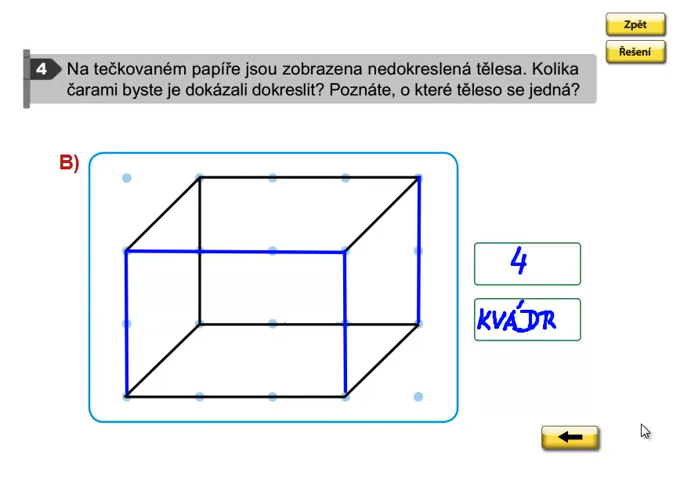 Zpět
Řešení
4 Na tečkovaném papíře jsou zobrazena nedokreslená tělesa. Kolika
čarami byste je dokázali dokreslit? Poznáte, o které těleso se jedná?
B)
4
KVÁDR